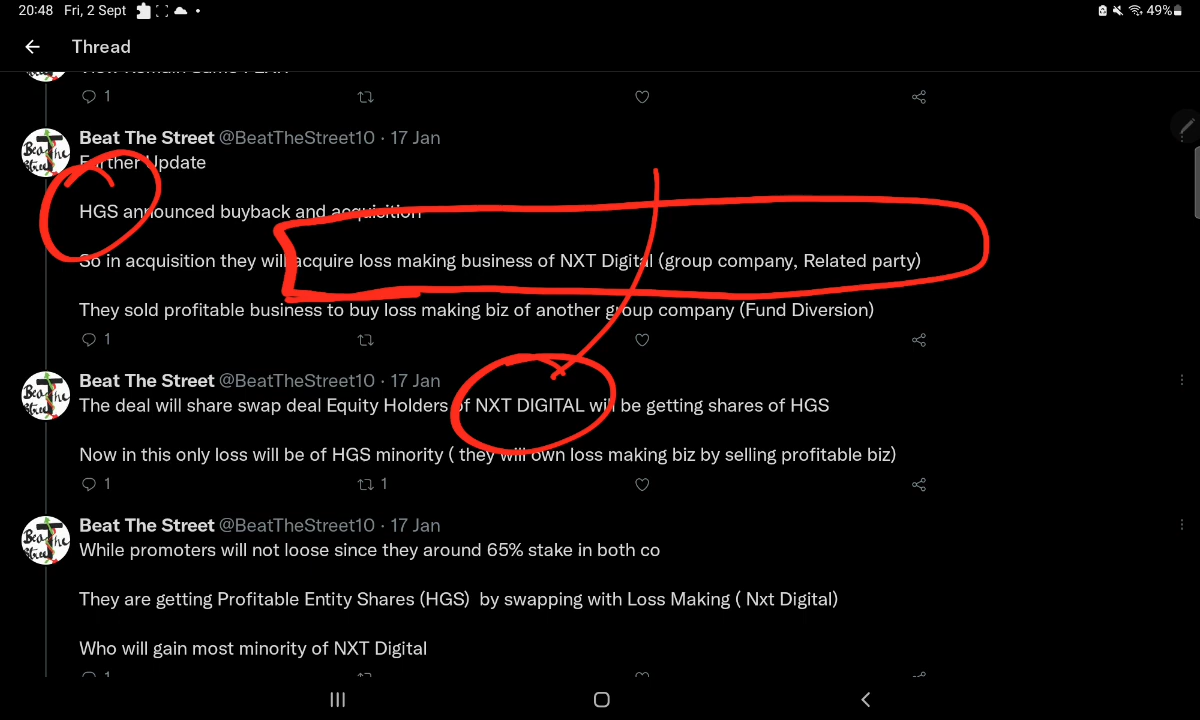 20:48 Fri, 2 Sept 49%
Thread
1
Beat The Street @BeatTheStreet10 · 17 Jan
Farther Update
HGS announced buyback and acquisition
So in acquisition they will acquire loss making business of NXT Digital (group company, Related party)
They sold profitable business to buy loss making biz of another group company (Fund Diversion)
1
Beat The Street @BeatTheStreet10 · 17 Jan
The deal will share swap deal Equity Holders of NXT DIGITAL will be getting shares of HGS
Now in this only loss will be of HGS minority ( they will own loss making biz by selling profitable biz)
1 1
Beat The Street @BeatTheStreet10 · 17 Jan
While promoters will not loose since they around 65% stake in both co
They are getting Profitable Entity Shares (HGS) by swapping with Loss Making ( Nxt Digital)
Who will gain most minority of NXT Digital